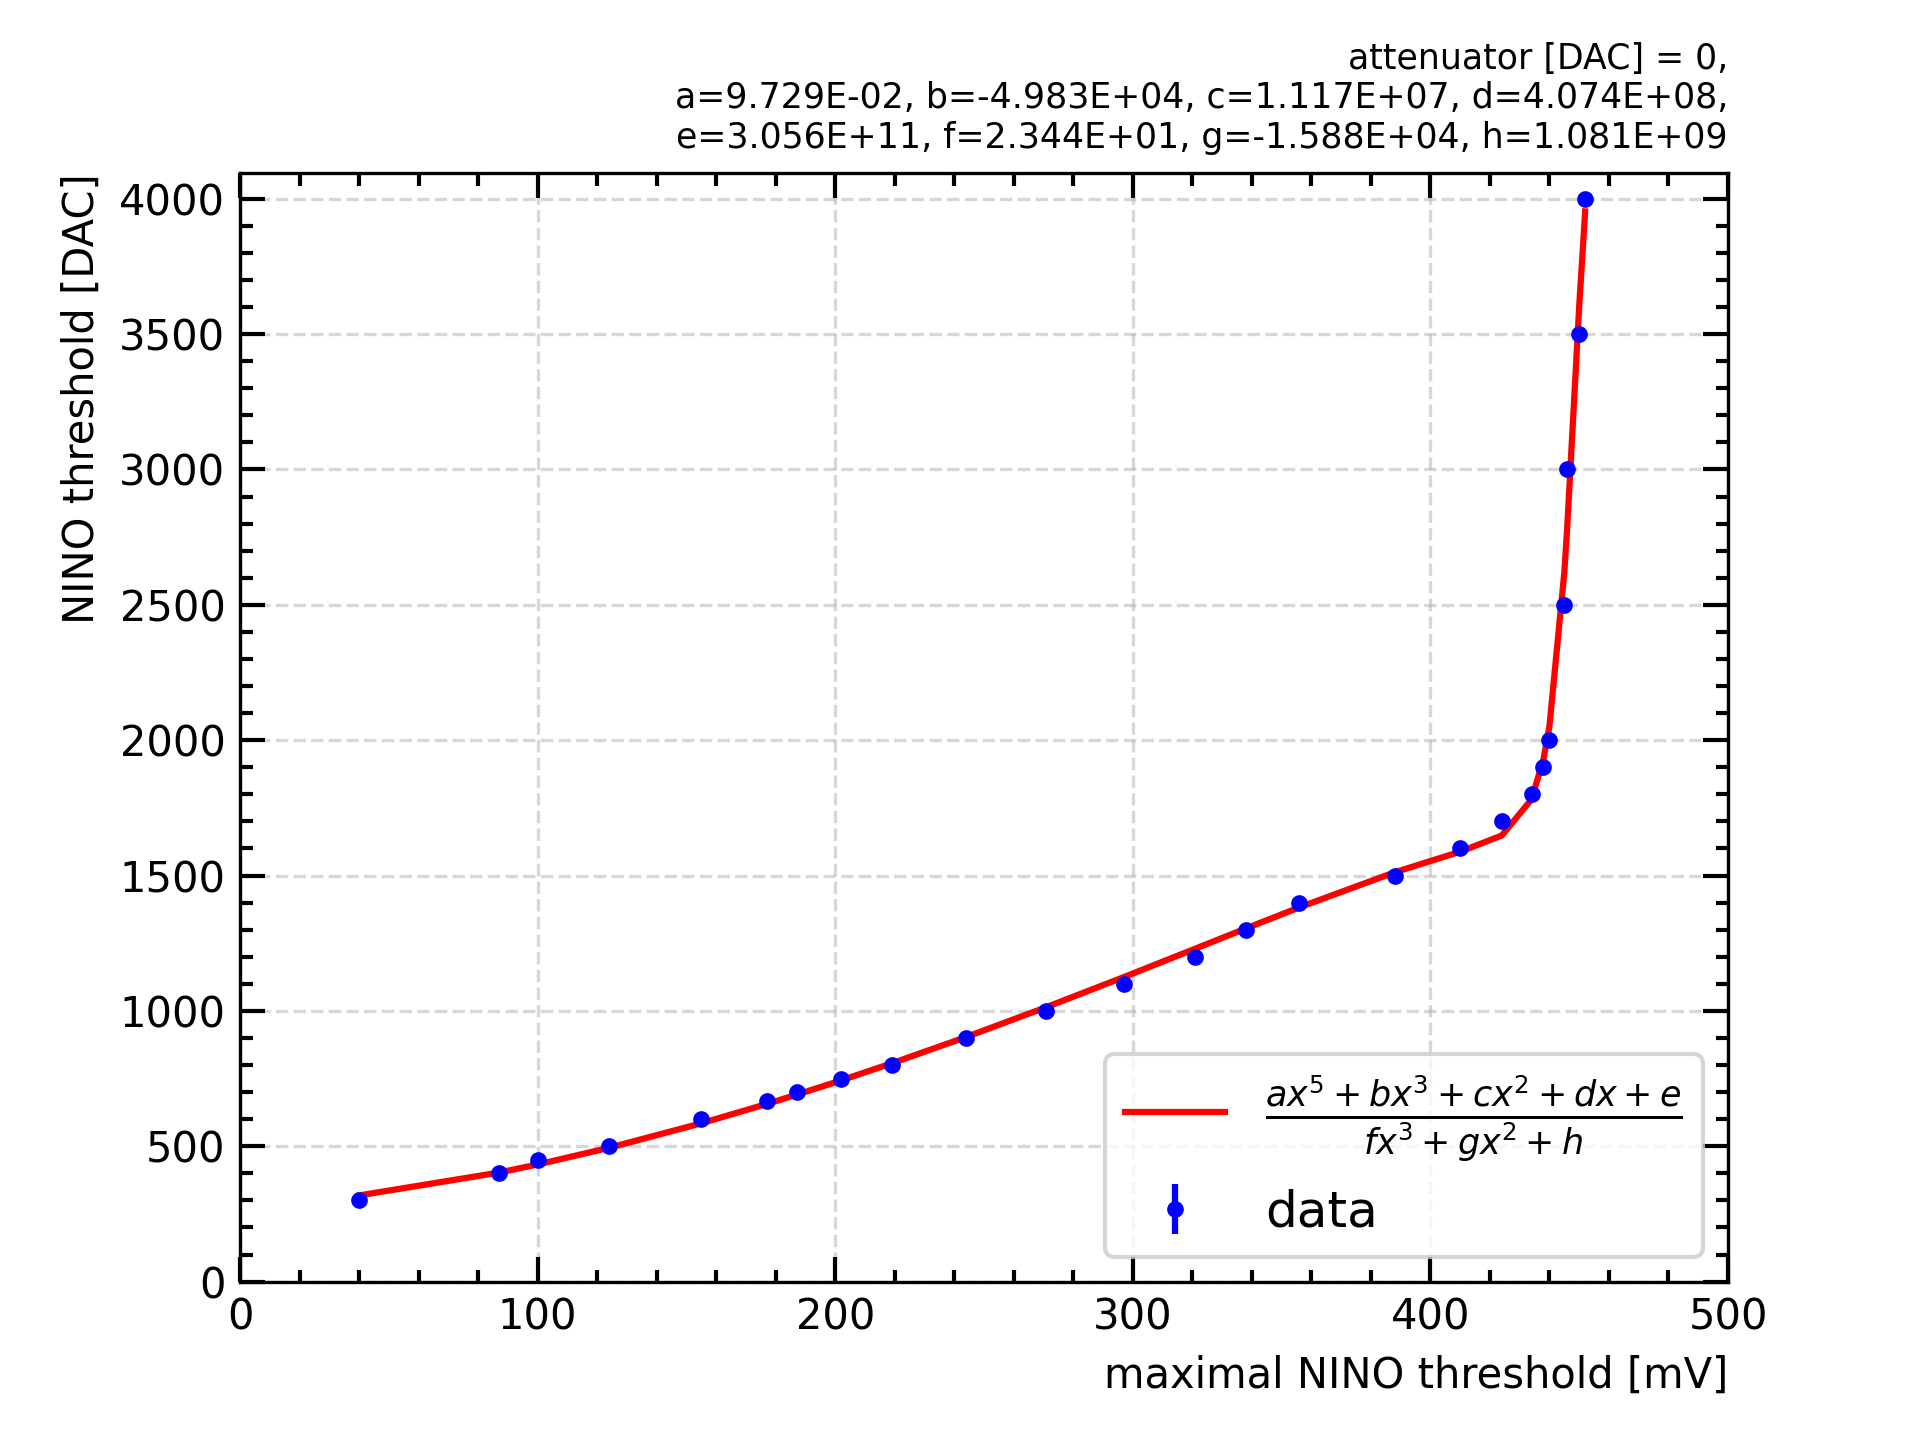 attenuator [DAC] = 0,
a=9.729E-02, b=-4.983E+04, c=1.117E+07, d=4.074E+08,
e=3.056E+11, f=2.344E+01, g=-1.588E+04, h=1.081E+09
NINO threshold [DAC]
4000
3500
3000
2500
2000
1500
1000
500
0
ax⁵ + bx³ + cx² + dx + e
fx³ + gx² + h
data
0 100 200 300 400 500
maximal NINO threshold [mV]